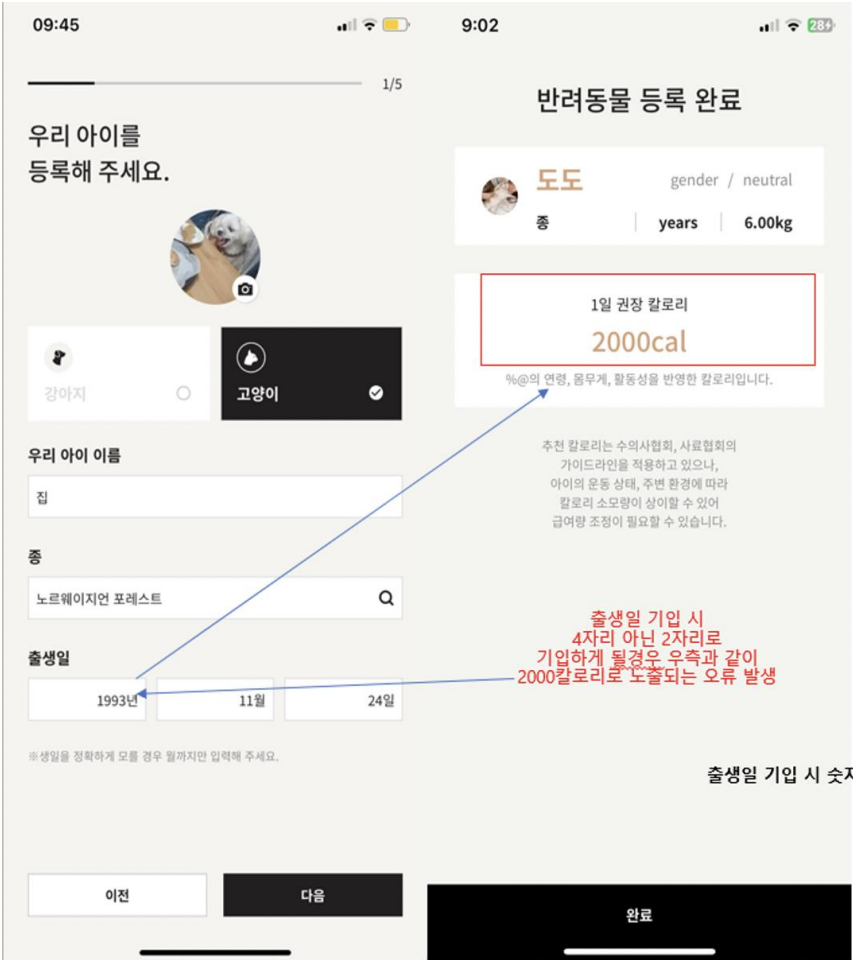 09:45
1/5
우리 아이를
등록해 주세요.
강아지
고양이
우리 아이 이름
집
종
노르웨이지언 포레스트
출생일
1993년 11월 24일
※생일을 정확하게 모를 경우 월까지만 입력해 주세요.
이전 다음
9:02
28
반려동물 등록 완료
도도 gender / neutral
종 years 6.00kg
1일 권장 칼로리
2000cal
%@의 연령, 몸무게, 활동성을 반영한 칼로리입니다.
추천 칼로리는 수의사협회, 사료협회의
가이드라인을 적용하고 있으나,
아이의 운동 상태, 주변 환경에 따라
칼로리 소모량이 상이할 수 있어
급여량 조정이 필요할 수 있습니다.
출생일 기입 시
4자리 아닌 2자리로
기입하게 될경우 우측과 같이
2000칼로리로 도출되는 오류 발생
출생일 기입 시 숫자
완료